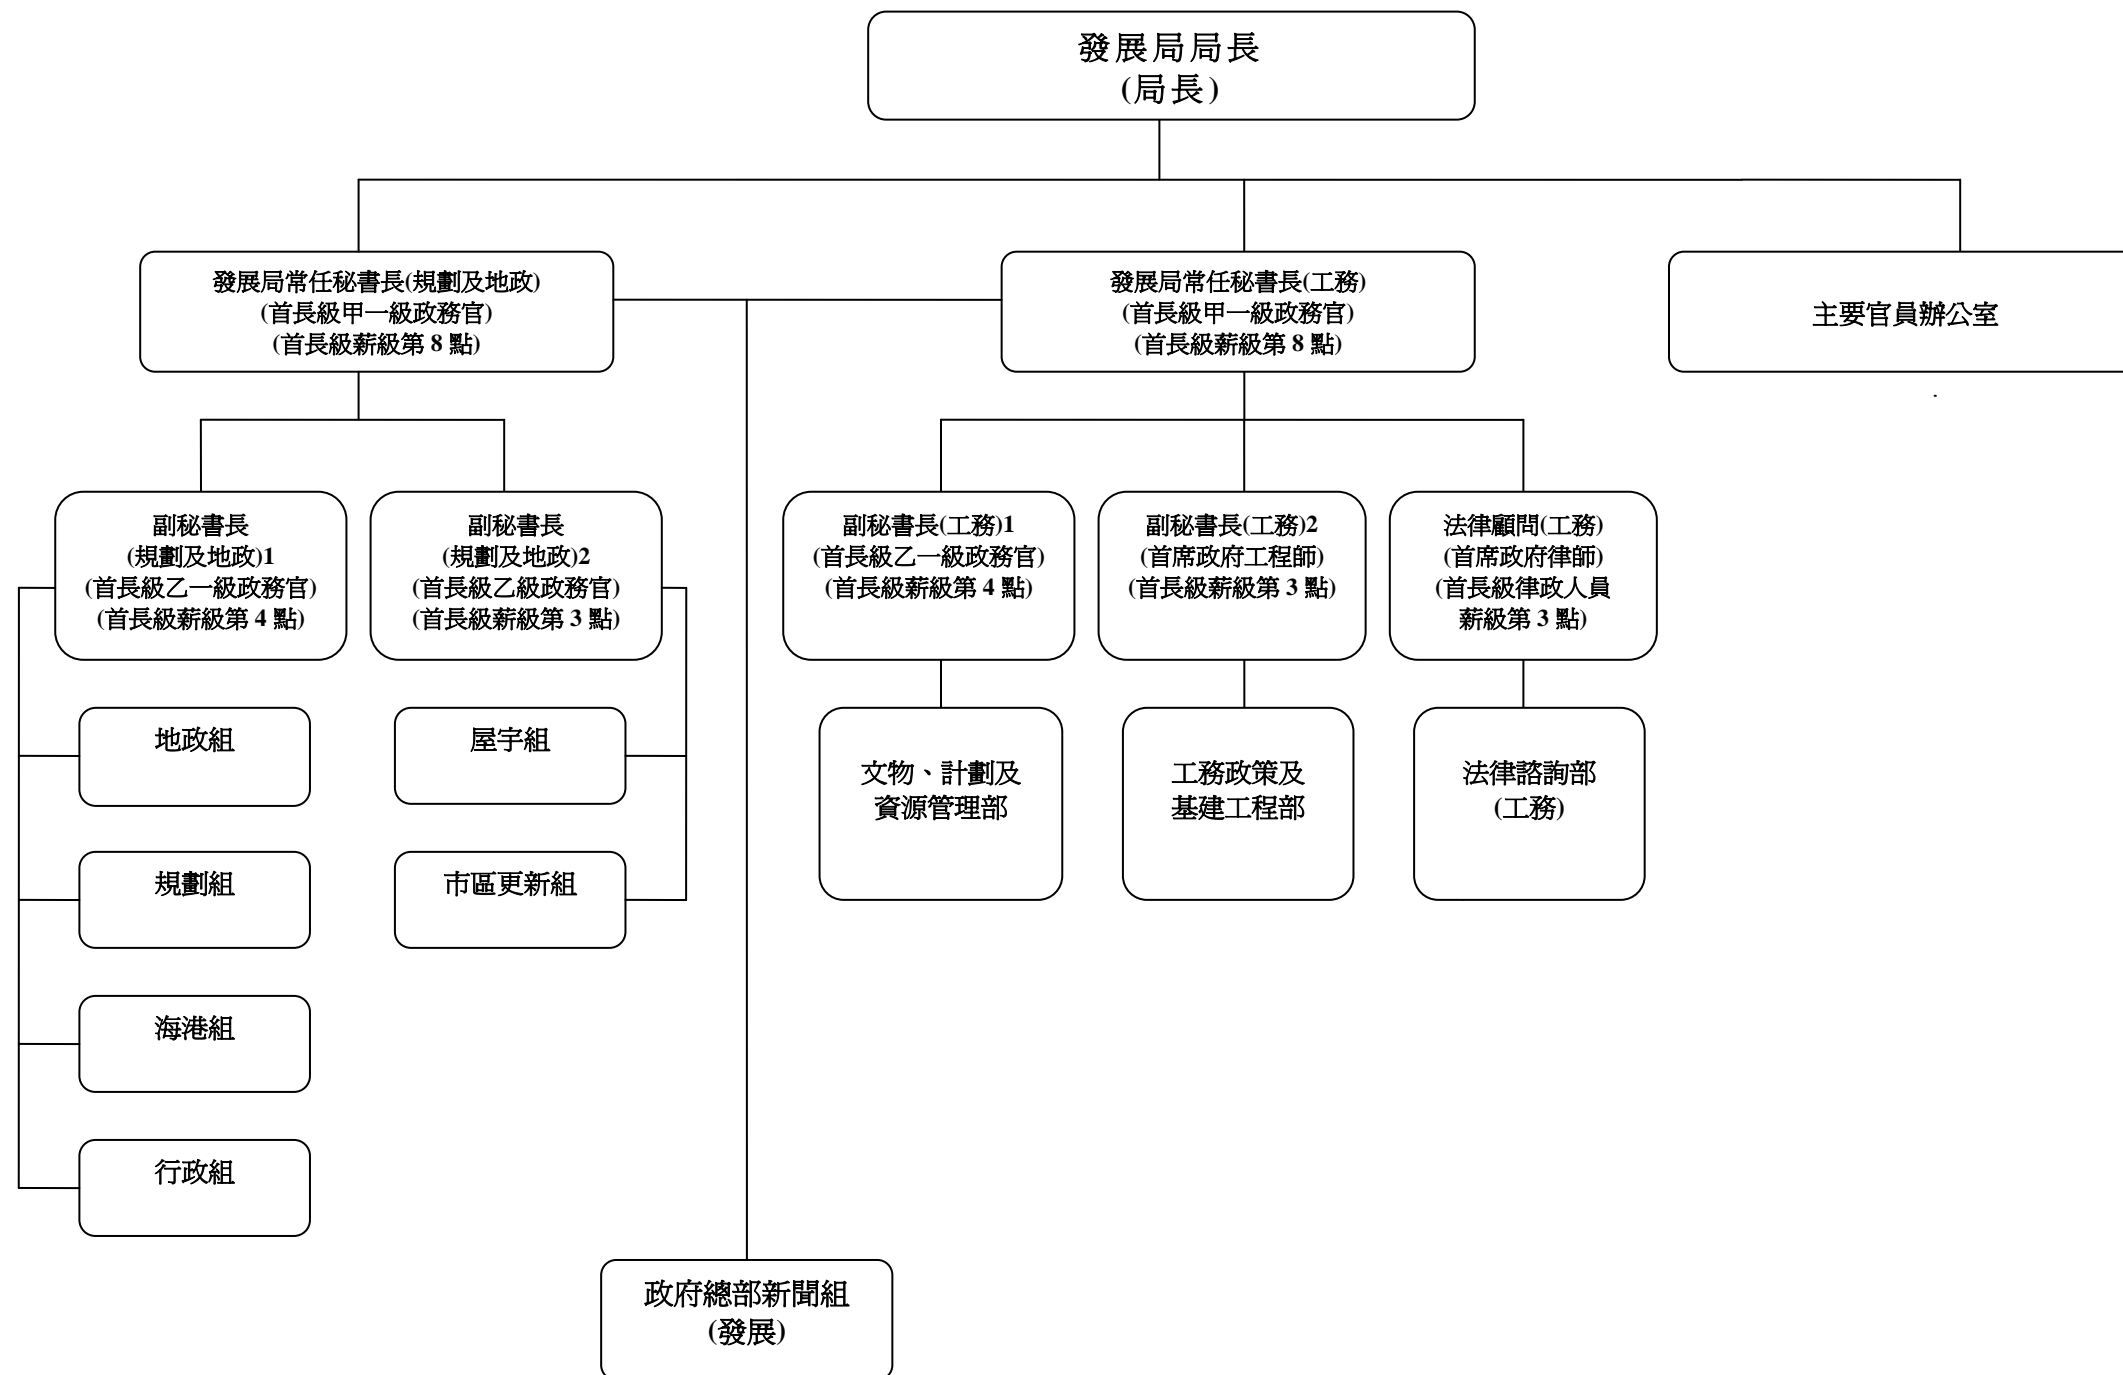 發展局局長
(局長)
發展局常任秘書長(規劃及地政)
(首長級甲一級政務官)
(首長級薪級第 8 點)
發展局常任秘書長(工務)
(首長級甲一級政務官)
(首長級薪級第 8 點)
主要官員辦公室
副秘書長
(規劃及地政)1
(首長級乙一級政務官)
(首長級薪級第 4 點)
副秘書長
(規劃及地政)2
(首長級乙級政務官)
(首長級薪級第 3 點)
副秘書長(工務)1
(首長級乙一級政務官)
(首長級薪級第 4 點)
副秘書長(工務)2
(首席政府工程師)
(首長級薪級第 3 點)
法律顧問(工務)
(首席政府律師)
(首長級律政人員
薪級第 3 點)
地政組
屋宇組
文物、計劃及
資源管理部
工務政策及
基建工程部
法律諮詢部
(工務)
規劃組
市區更新組
海港組
行政組
政府總部新聞組
(發展)